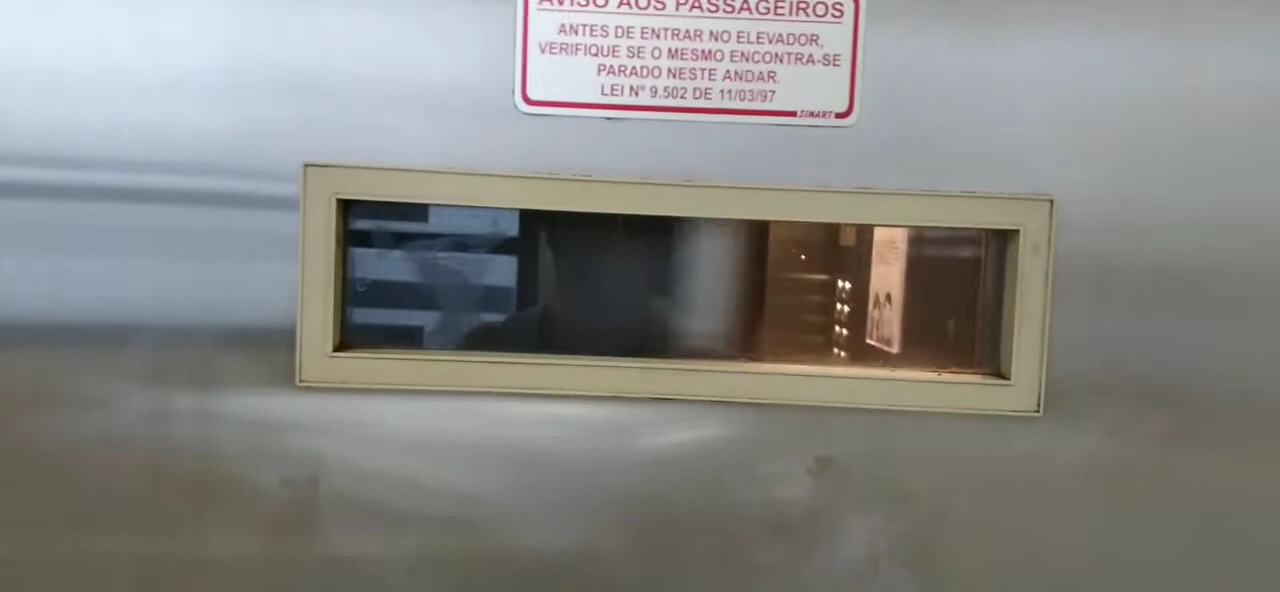 AVISO AOS PASSAGEIROS
ANTES DE ENTRAR NO ELEVADOR,
VERIFIQUE SE O MESMO ENCONTRA-SE
PARADO NESTE ANDAR.
LEI Nº 9.502 DE 11/03/97
SINART